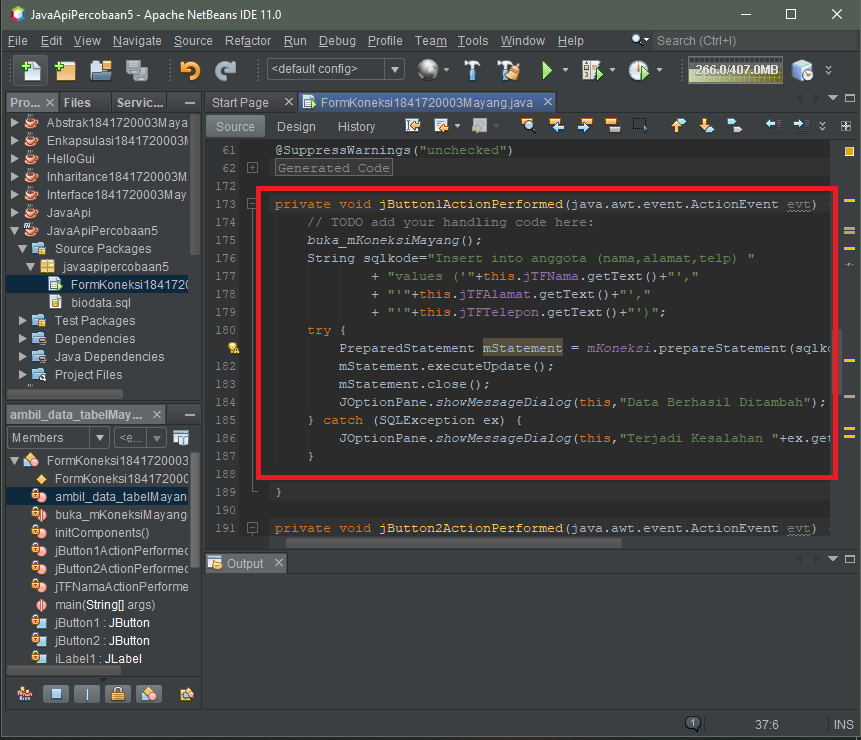 JavaApiPercobaan5 - Apache NetBeans IDE 11.0
File Edit View Navigate Source Refactor Run Debug Profile Team Tools Window Help Search (Ctrl+I)
<default config> 266.0/407.0MB
Pro... Files Servic...
Abstrak1841720003Maya
Enkapsulasi1841720003M
HelloGui
Inharitance1841720003M
Interface1841720003May
JavaApi
JavaApiPercobaan5
Source Packages
javaapipercobaan5
FormKoneksi184172(
biodata.sql
Test Packages
Dependencies
Java Dependencies
Project Files
ambil_data_tabelMay...
Members <e...
FormKoneksi1841720003
FormKoneksi184172000
ambil_data_tabelMayan
buka_mKoneksiMayang
initComponents()
jButton1ActionPerformed
jButton2ActionPerformed
jTFNamaActionPerforme
main(String[] args)
jButton1 : JButton
jButton2 : JButton
jLabel1 : JLabel
Start Page FormKoneksi1841720003Mayang.java
Source Design History
61 @SuppressWarnings("unchecked")
62 Generated Code
172
173 private void jButton1ActionPerformed(java.awt.event.ActionEvent evt)
174 // TODO add your handling code here:
175 buka_mKoneksiMayang();
176 String sqlkode="Insert into anggota (nama,alamat,telp) "
177 + "values ('"+this.jTFNama.getText()+"',"
178 + "'"+this.jTFAlamat.getText()+"',"
179 + "'"+this.jTFTelepon.getText()+"')";
180 try {
PreparedStatement mStatement = mKoneksi.prepareStatement(sqlko
182 mStatement.executeUpdate();
183 mStatement.close();
184 JOptionPane.showMessageDialog(this,"Data Berhasil Ditambah");
185 } catch (SQLException ex) {
186 JOptionPane.showMessageDialog(this,"Terjadi Kesalahan "+ex.get
187 }
188
189 }
190
191 private void jButton2ActionPerformed(java.awt.event.ActionEvent evt)
Output
1 37:6 INS